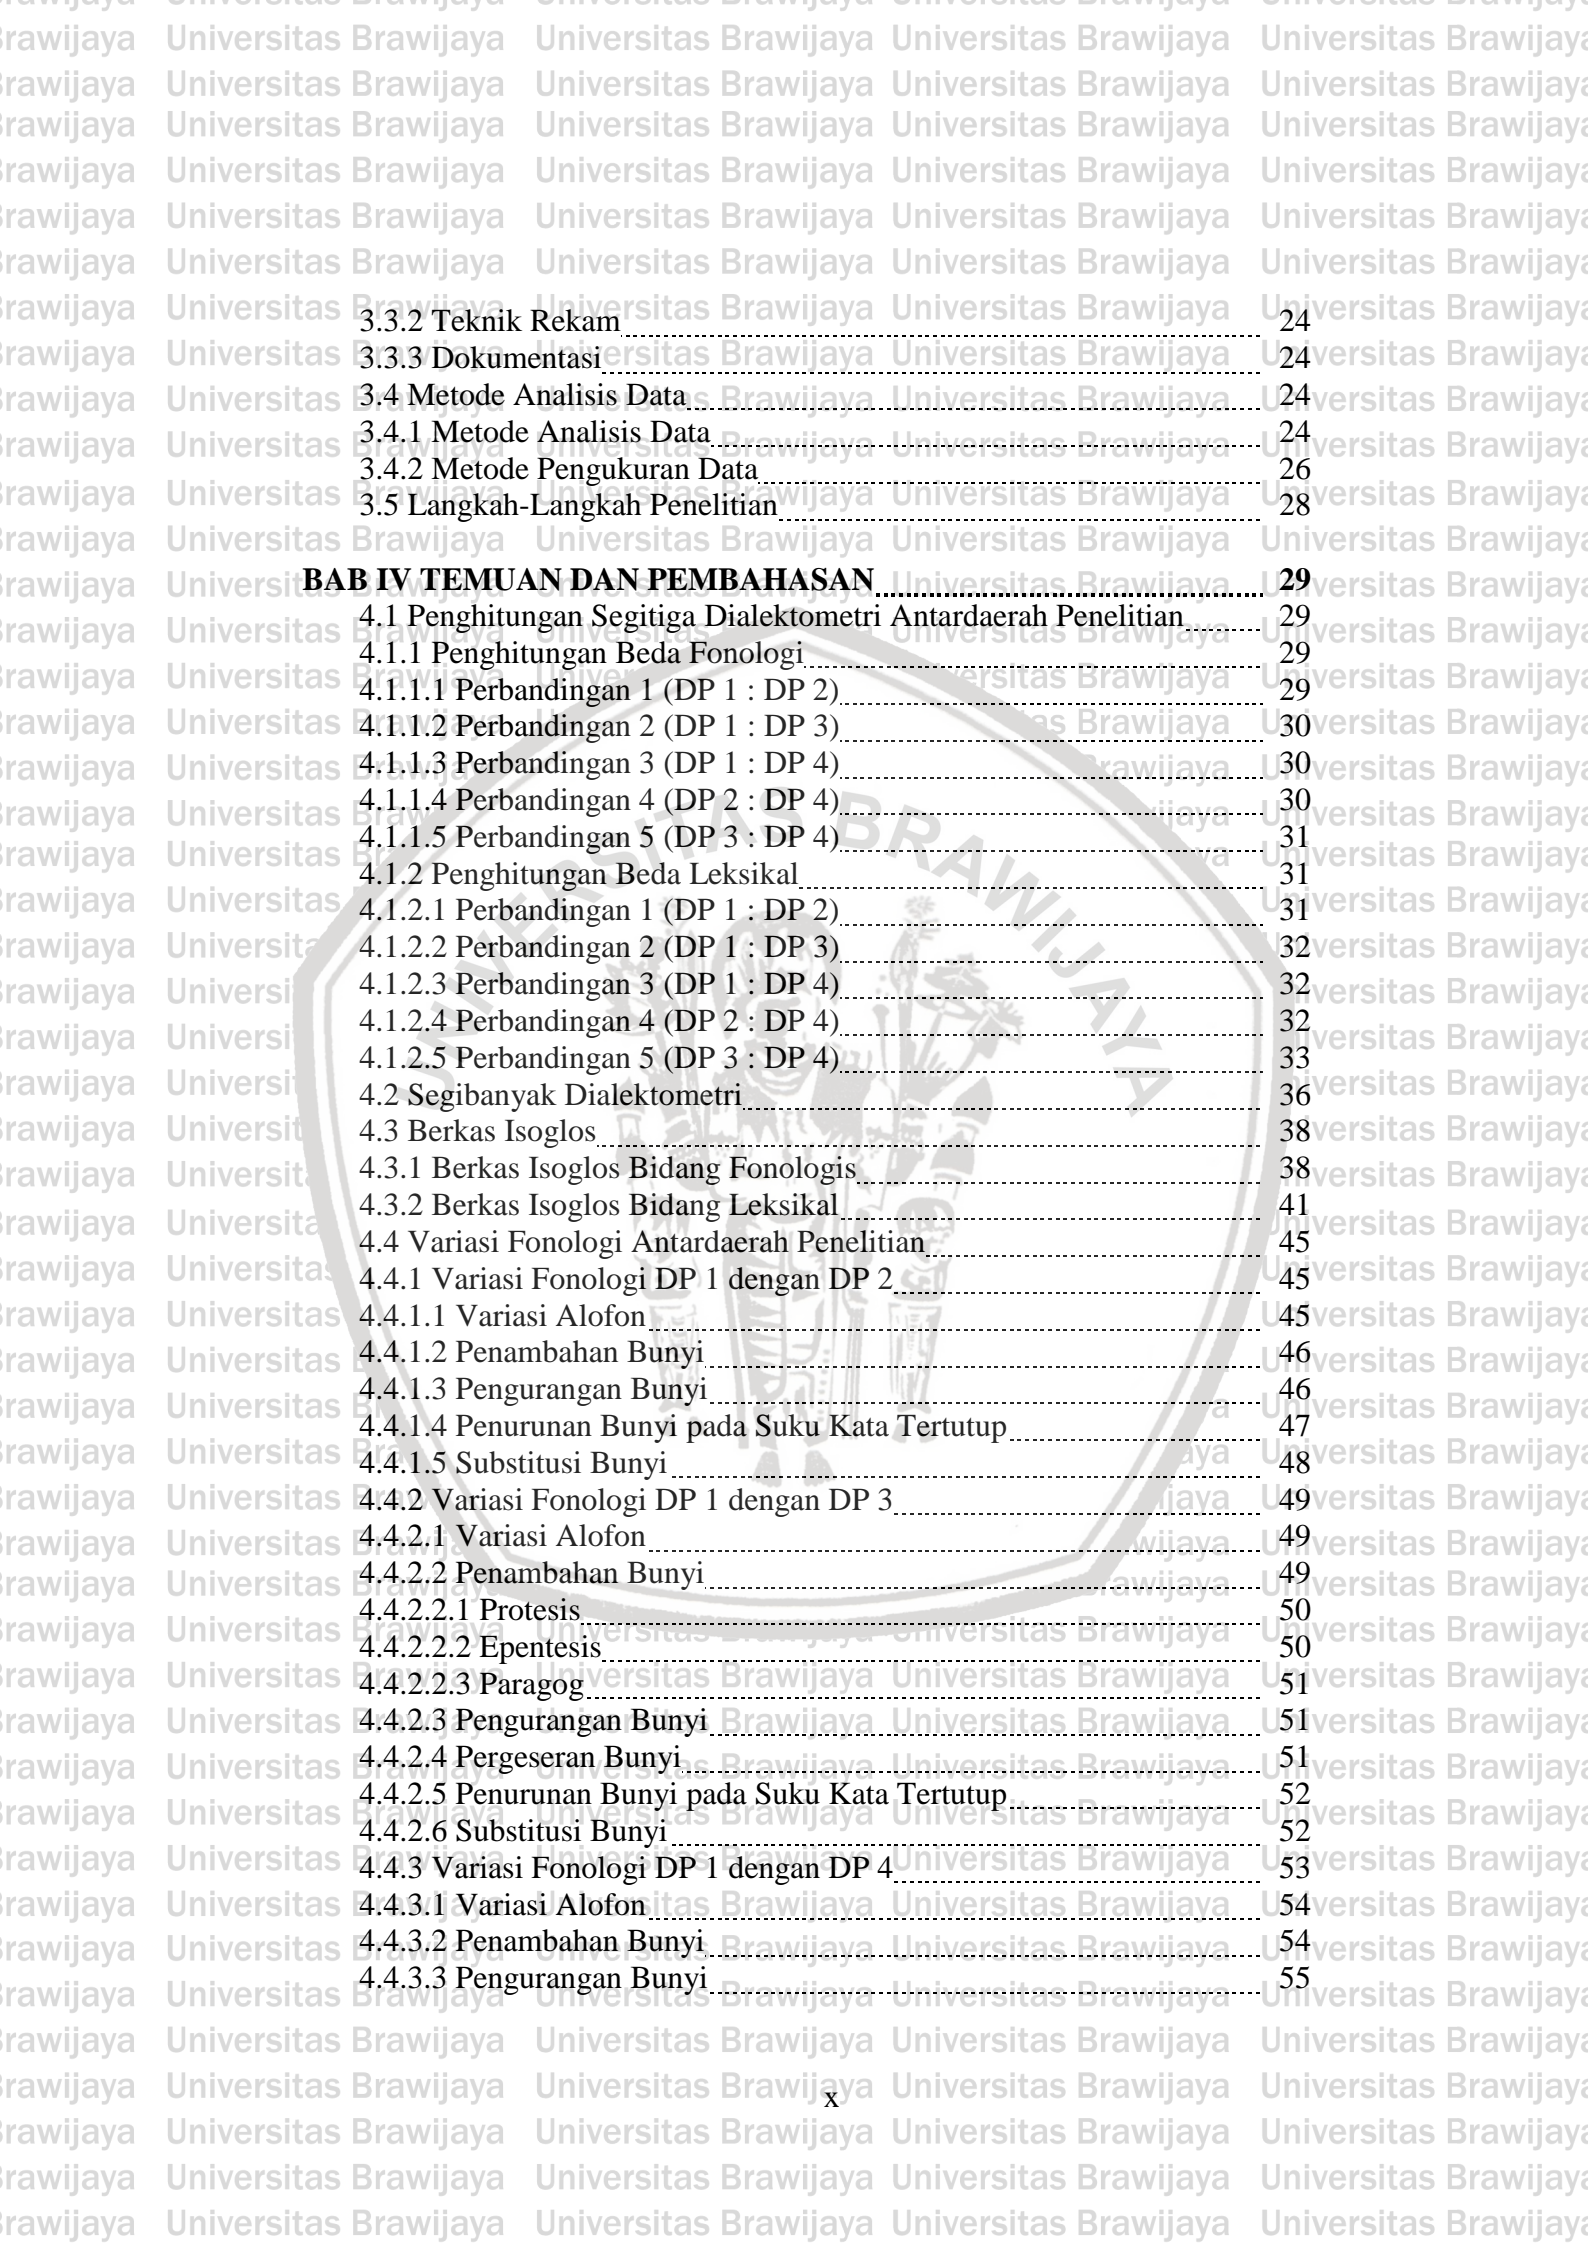 3.3.2 Teknik Rekam 24
3.3.3 Dokumentasi 24
3.4 Metode Analisis Data 24
3.4.1 Metode Analisis Data 24
3.4.2 Metode Pengukuran Data 26
3.5 Langkah-Langkah Penelitian 28
BAB IV TEMUAN DAN PEMBAHASAN 29
4.1 Penghitungan Segitiga Dialektometri Antardaerah Penelitian 29
4.1.1 Penghitungan Beda Fonologi 29
4.1.1.1 Perbandingan 1 (DP 1 : DP 2) 29
4.1.1.2 Perbandingan 2 (DP 1 : DP 3) 30
4.1.1.3 Perbandingan 3 (DP 1 : DP 4) 30
4.1.1.4 Perbandingan 4 (DP 2 : DP 4) 30
4.1.1.5 Perbandingan 5 (DP 3 : DP 4) 31
4.1.2 Penghitungan Beda Leksikal 31
4.1.2.1 Perbandingan 1 (DP 1 : DP 2) 31
4.1.2.2 Perbandingan 2 (DP 1 : DP 3) 32
4.1.2.3 Perbandingan 3 (DP 1 : DP 4) 32
4.1.2.4 Perbandingan 4 (DP 2 : DP 4) 32
4.1.2.5 Perbandingan 5 (DP 3 : DP 4) 33
4.2 Segibanyak Dialektometri 36
4.3 Berkas Isoglos 38
4.3.1 Berkas Isoglos Bidang Fonologis 38
4.3.2 Berkas Isoglos Bidang Leksikal 41
4.4 Variasi Fonologi Antardaerah Penelitian 45
4.4.1 Variasi Fonologi DP 1 dengan DP 2 45
4.4.1.1 Variasi Alofon 45
4.4.1.2 Penambahan Bunyi 46
4.4.1.3 Pengurangan Bunyi 46
4.4.1.4 Penurunan Bunyi pada Suku Kata Tertutup 47
4.4.1.5 Substitusi Bunyi 48
4.4.2 Variasi Fonologi DP 1 dengan DP 3 49
4.4.2.1 Variasi Alofon 49
4.4.2.2 Penambahan Bunyi 49
4.4.2.2.1 Protesis 50
4.4.2.2.2 Epentesis 50
4.4.2.2.3 Paragog 51
4.4.2.3 Pengurangan Bunyi 51
4.4.2.4 Pergeseran Bunyi 51
4.4.2.5 Penurunan Bunyi pada Suku Kata Tertutup 52
4.4.2.6 Substitusi Bunyi 52
4.4.3 Variasi Fonologi DP 1 dengan DP 4 53
4.4.3.1 Variasi Alofon 54
4.4.3.2 Penambahan Bunyi 54
4.4.3.3 Pengurangan Bunyi 55
x
UNIVERSITAS BRAWIJAYA